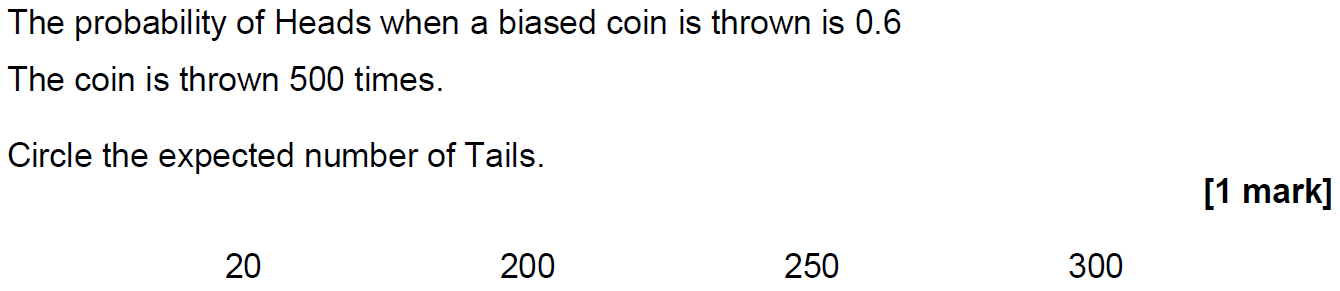 The probability of Heads when a biased coin is thrown is 0.6
The coin is thrown 500 times.
Circle the expected number of Tails.
[1 mark]
20 200 250 300